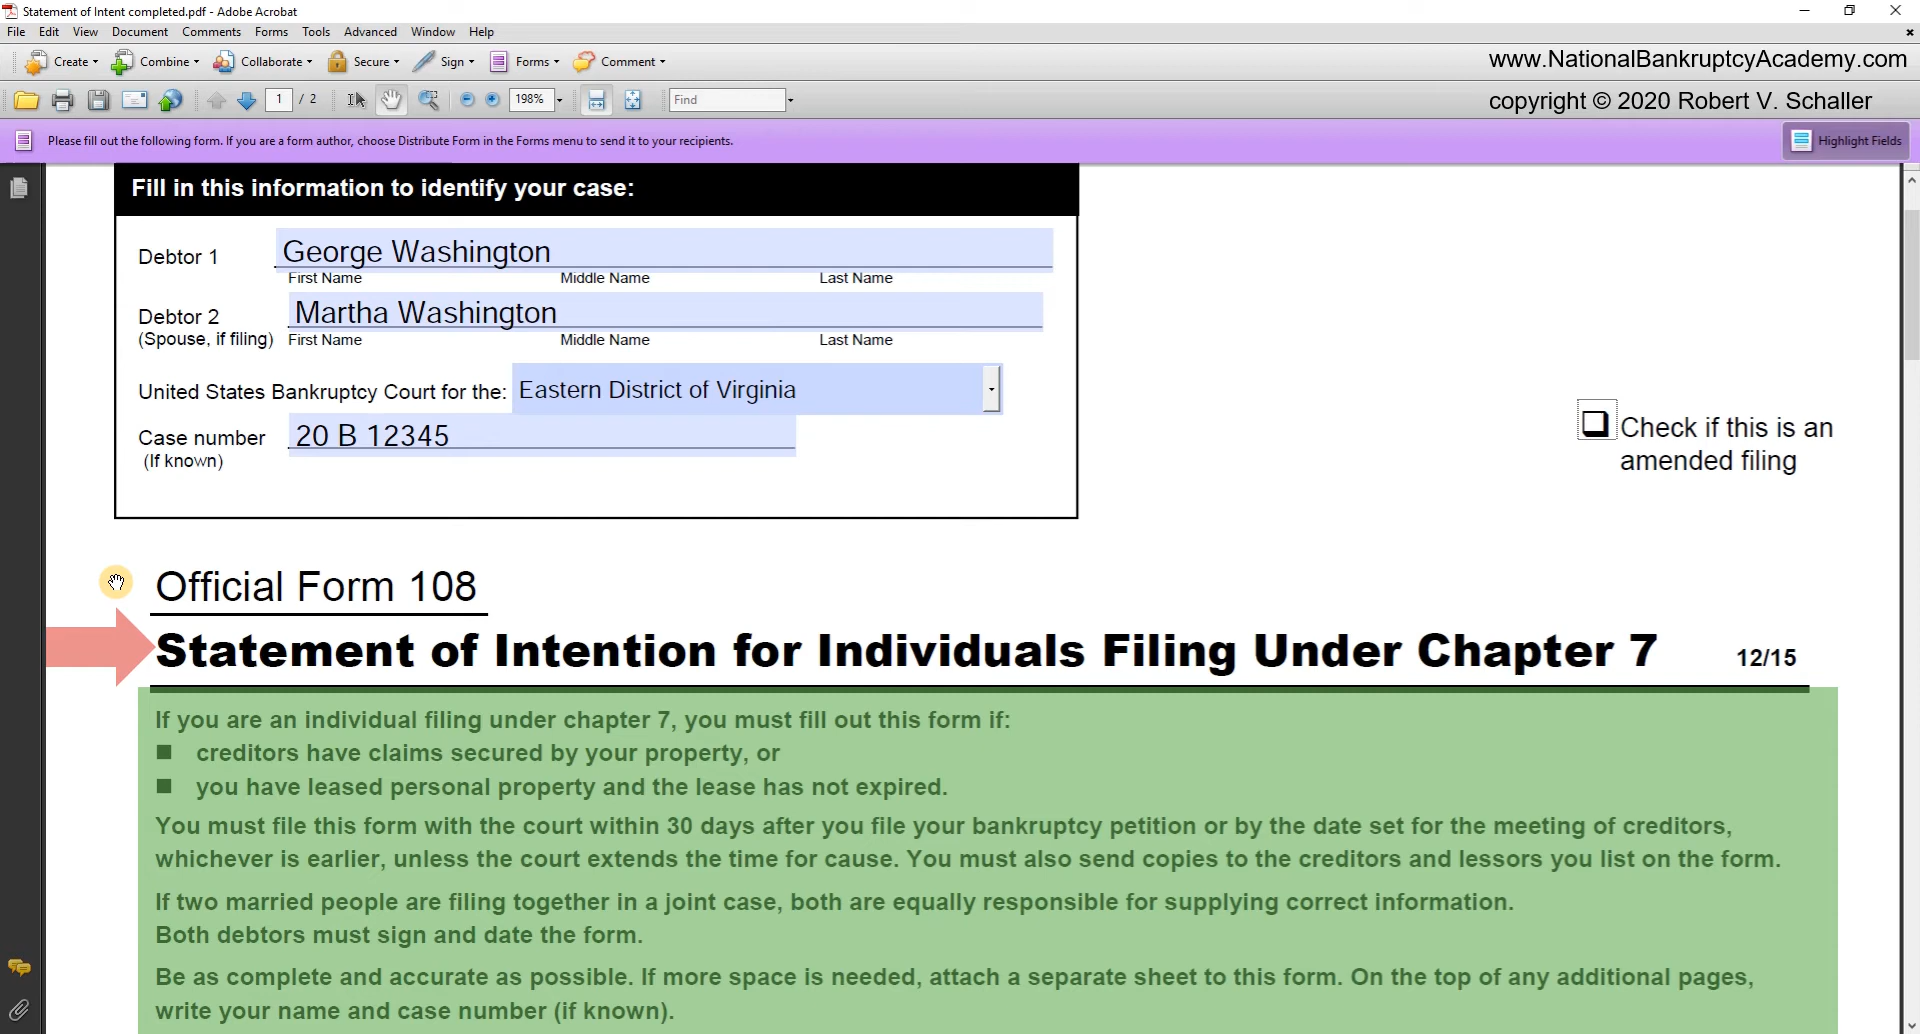 Statement of Intent completed.pdf - Adobe Acrobat
File Edit View Document Comments Forms Tools Advanced Window Help
Create Combine Collaborate Secure Sign Forms Comment
www.NationalBankruptcyAcademy.com
1 / 2 198% Find
copyright © 2020 Robert V. Schaller
Please fill out the following form. If you are a form author, choose Distribute Form in the Forms menu to send it to your recipients.
Highlight Fields
Fill in this information to identify your case:
Debtor 1 George Washington
First Name Middle Name Last Name
Debtor 2 Martha Washington
(Spouse, if filing) First Name Middle Name Last Name
United States Bankruptcy Court for the: Eastern District of Virginia
Case number 20 B 12345
(If known)
Check if this is an
amended filing
Official Form 108
Statement of Intention for Individuals Filing Under Chapter 7 12/15
If you are an individual filing under chapter 7, you must fill out this form if:
■ creditors have claims secured by your property, or
■ you have leased personal property and the lease has not expired.
You must file this form with the court within 30 days after you file your bankruptcy petition or by the date set for the meeting of creditors,
whichever is earlier, unless the court extends the time for cause. You must also send copies to the creditors and lessors you list on the form.
If two married people are filing together in a joint case, both are equally responsible for supplying correct information.
Both debtors must sign and date the form.
Be as complete and accurate as possible. If more space is needed, attach a separate sheet to this form. On the top of any additional pages,
write your name and case number (if known).